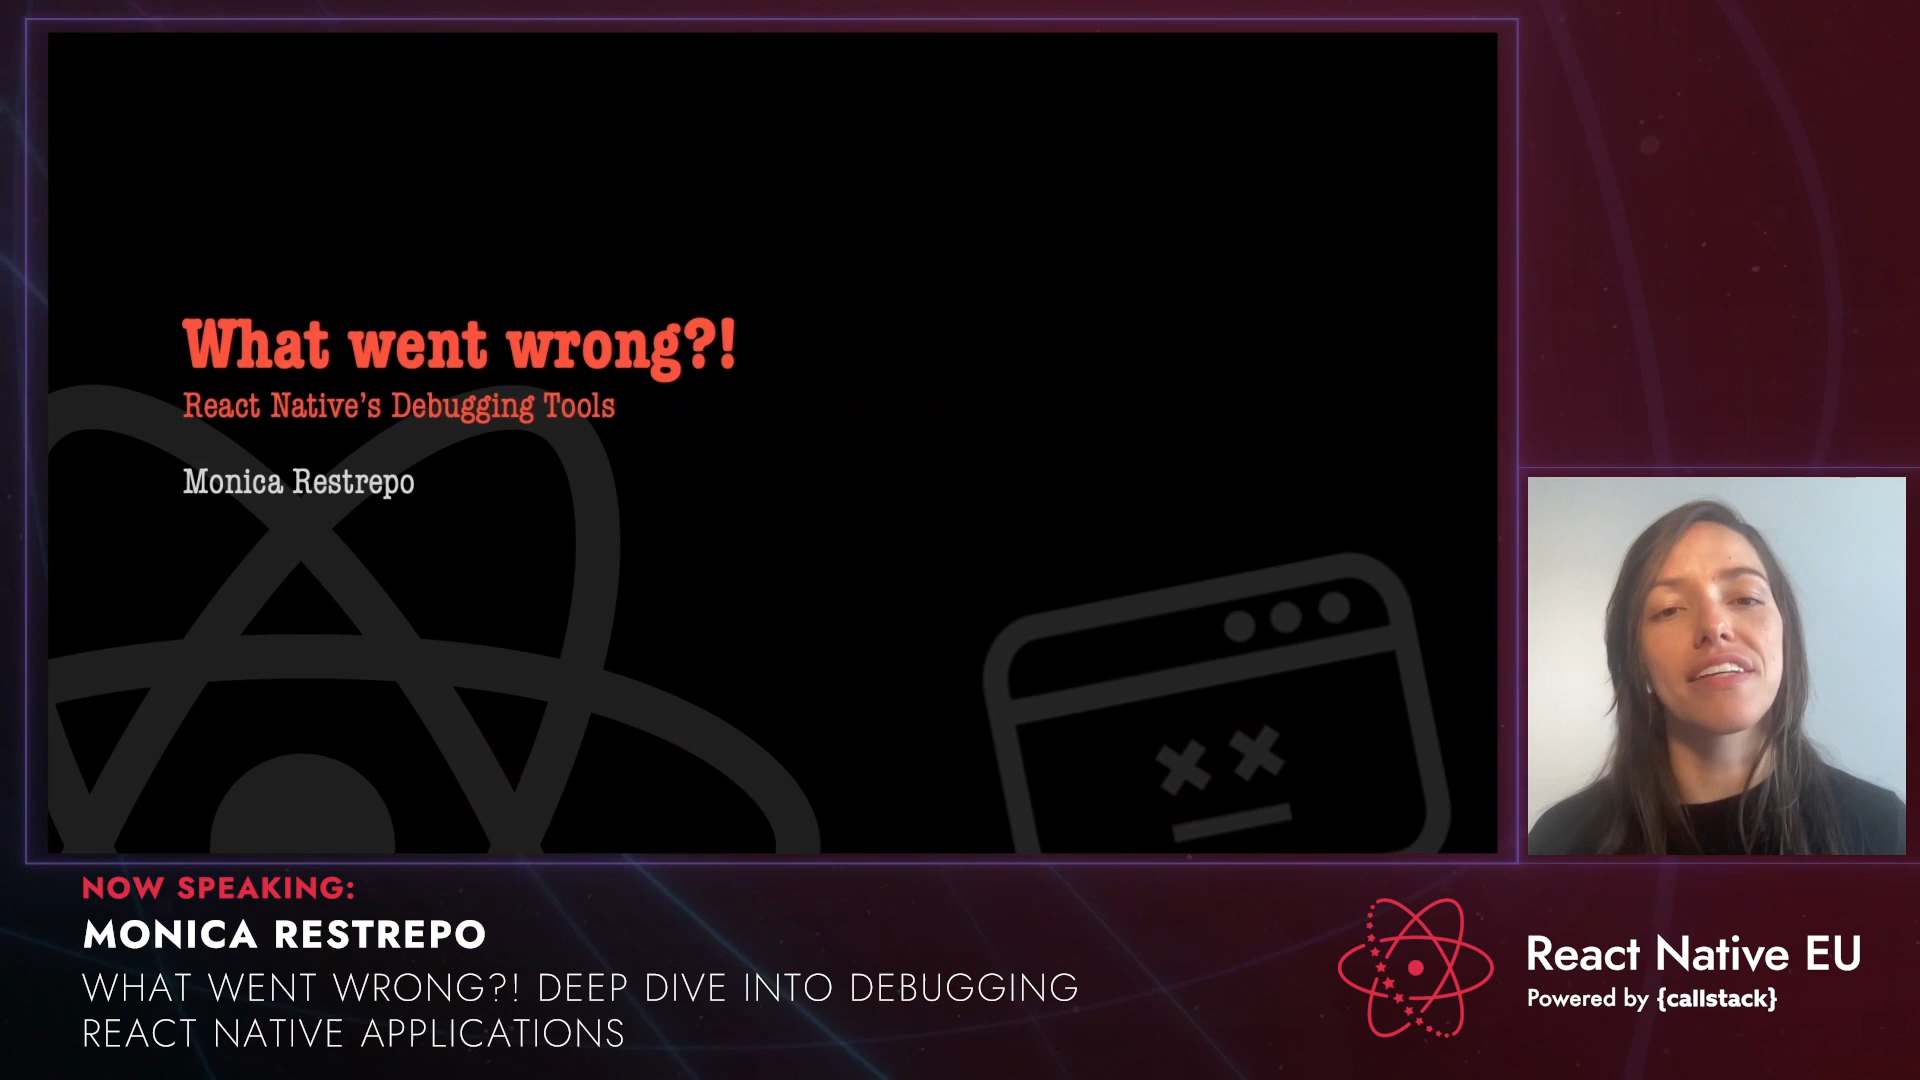 What went wrong?!
React Native’s Debugging Tools
Monica Restrepo
NOW SPEAKING:
MONICA RESTREPO
WHAT WENT WRONG?! DEEP DIVE INTO DEBUGGING
REACT NATIVE APPLICATIONS
React Native EU
Powered by {callstack}